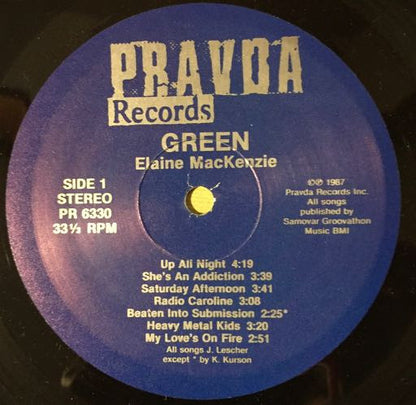 PRAVDA
Records
GREEN
Elaine MacKenzie
SIDE 1
STEREO
PR 6330
33⅓ RPM
©℗ 1987
Pravda Records Inc.
All songs
published by
Samovar Groovathon
Music BMI
Up All Night 4:19
She's An Addiction 3:39
Saturday Afternoon 3:41
Radio Caroline 3:08
Beaten Into Submission 2:25*
Heavy Metal Kids 3:20
My Love's On Fire 2:51
All songs J. Lescher
except * by K. Kurson